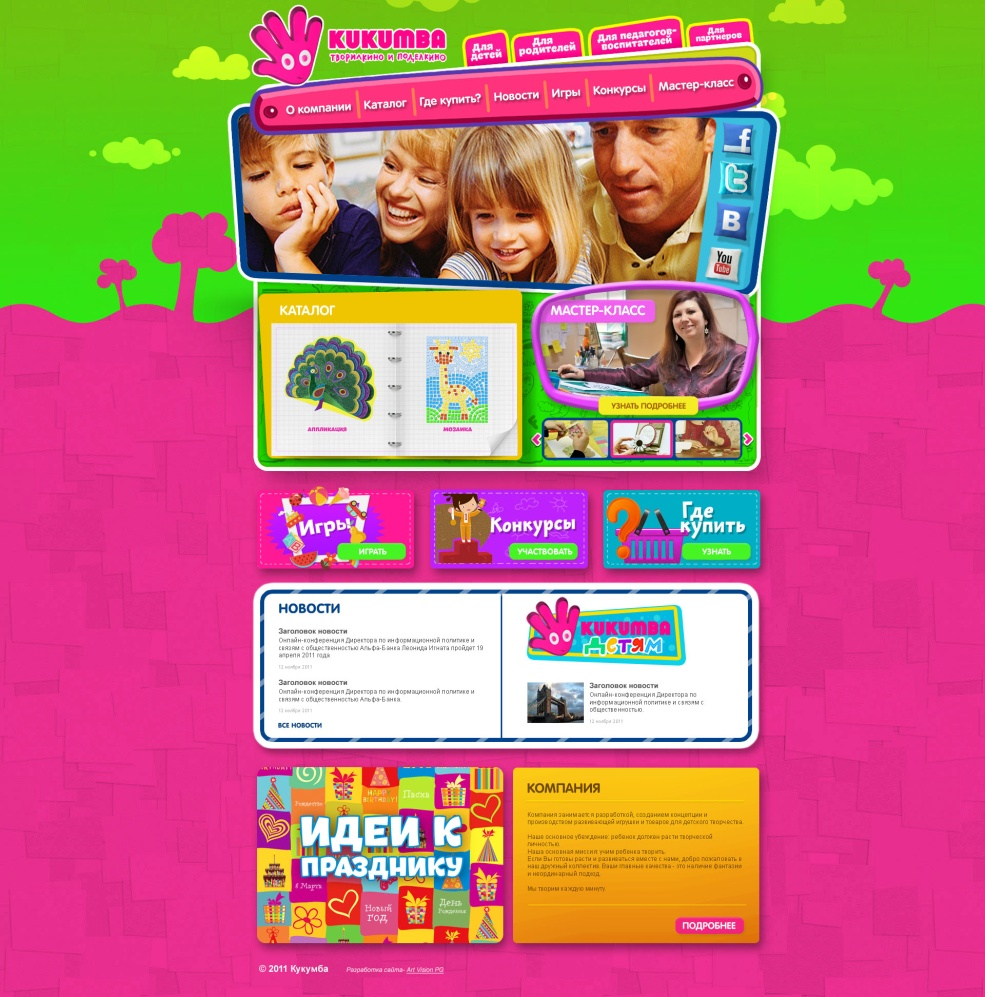 KUKUMBA
ТВОРИЛКИНО И ПОДЕЛКИНО
Для
детей
Для
родителей
Для педагогов-
воспитателей
Для
партнеров
О компании
Каталог
Где купить?
Новости
Игры
Конкурсы
Мастер-класс
f
t
B
You
Tube
КАТАЛОГ
АППЛИКАЦИЯ
МОЗАИКА
МАСТЕР-КЛАСС
УЗНАТЬ ПОДРОБНЕЕ
Игры
ИГРАТЬ
Конкурсы
УЧАСТВОВАТЬ
Где
купить
УЗНАТЬ
НОВОСТИ
Заголовок новости
Онлайн-конференция Директора по информационной политике и
связям с общественностью Альфа-Банка Леонида Игната пройдет 19
апреля 2011 года.
12 ноября 2011
Заголовок новости
Онлайн-конференция Директора по информационной политике и
связям с общественностью Альфа-Банка.
12 ноября 2011
ВСЕ НОВОСТИ
KUKUMBA
ДЕТЯМ
Заголовок новости
Онлайн-конференция Директора по
информационной политике и связям с
общественностью.
12 ноября 2011
HAPPY
BIRTHDAY!
Пасха
Рождество
ИДЕИ К
ПРАЗДНИКУ
8 Марта
Новый
год
День
Рождения
КОМПАНИЯ
Компания занимается разработкой, созданием концепции и
производством развивающей игрушки и товаров для детского творчества.
Наше основное убеждение: ребенок должен расти творческой
личностью.
Наша основная миссия: учим ребенка творить.
Если Вы готовы расти и развиваться вместе с нами, добро пожаловать в
наш дружный коллектив. Ваши главные качества - это наличие фантазии
и неординарный подход.
Мы творим каждую минуту.
ПОДРОБНЕЕ
© 2011 Кукумба
Разработка сайта- Art Vision PG